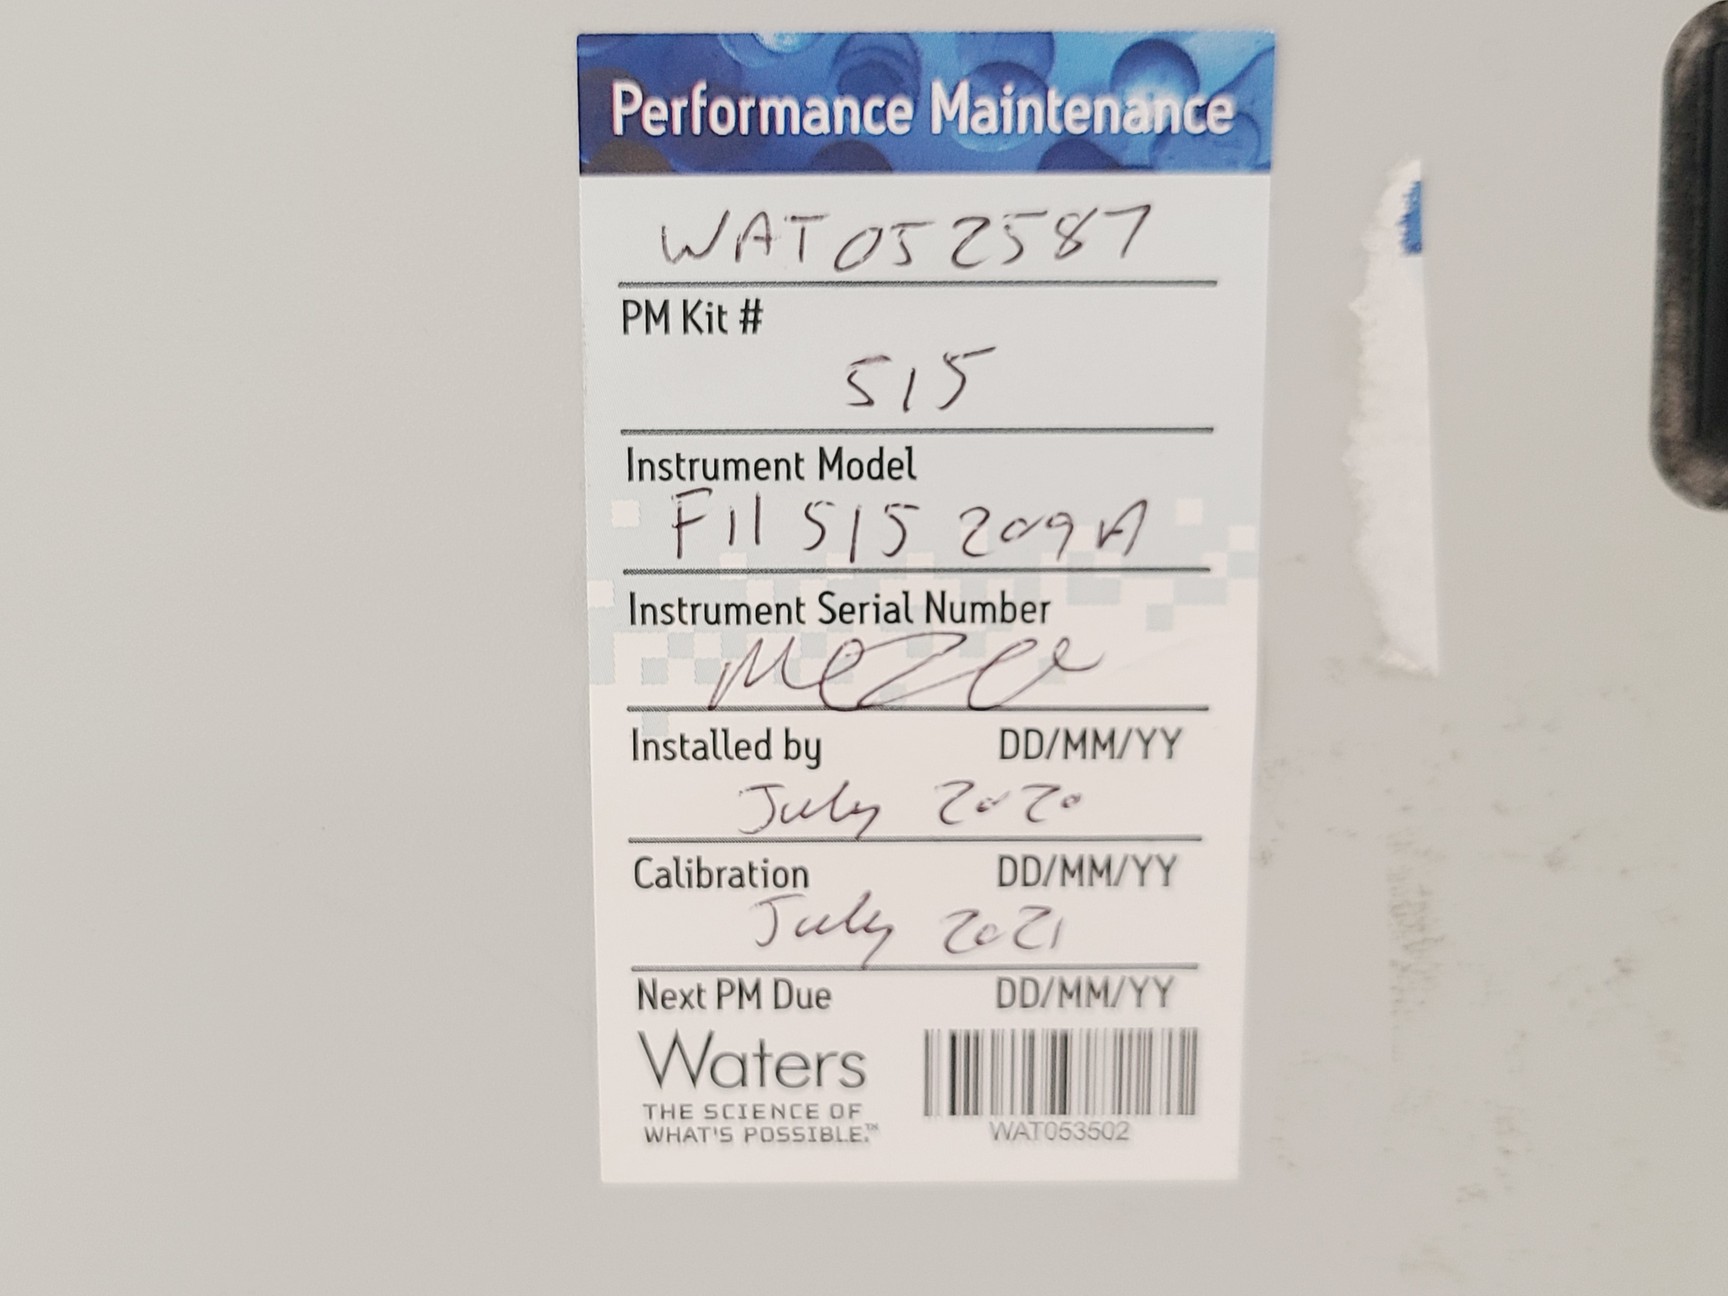 Performance Maintenance
WAT052587
PM Kit #
515
Instrument Model
F11 515 209A
Instrument Serial Number
Installed by DD/MM/YY
July 2020
Calibration DD/MM/YY
July 2021
Next PM Due DD/MM/YY
Waters
THE SCIENCE OF
WHAT'S POSSIBLE.™
WAT053502